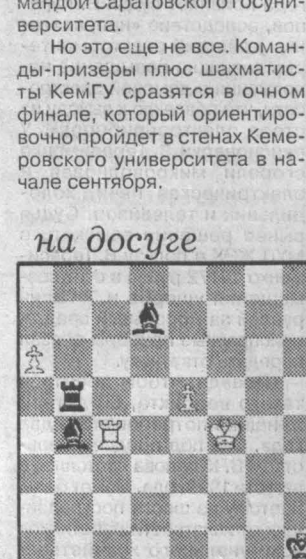 мандой Саратовского госуни-
верситета.
Но это еще не все. Коман-
ды-призеры плюс шахматис-
ты КемГУ сразятся в очном
финале, который ориентиро-
вочно пройдет в стенах Кеме-
ровского университета в на-
чале сентября.
на досуге